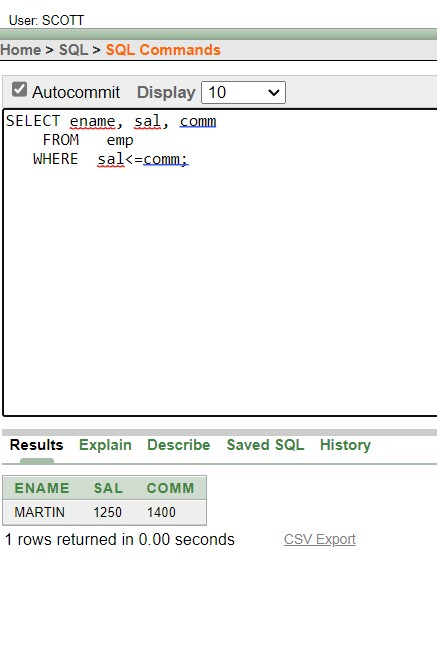 User: SCOTT
Home > SQL > SQL Commands
Autocommit Display 10
SELECT ename, sal, comm
FROM emp
WHERE sal<=comm;
Results Explain Describe Saved SQL History
ENAME SAL COMM
MARTIN 1250 1400
1 rows returned in 0.00 seconds CSV Export